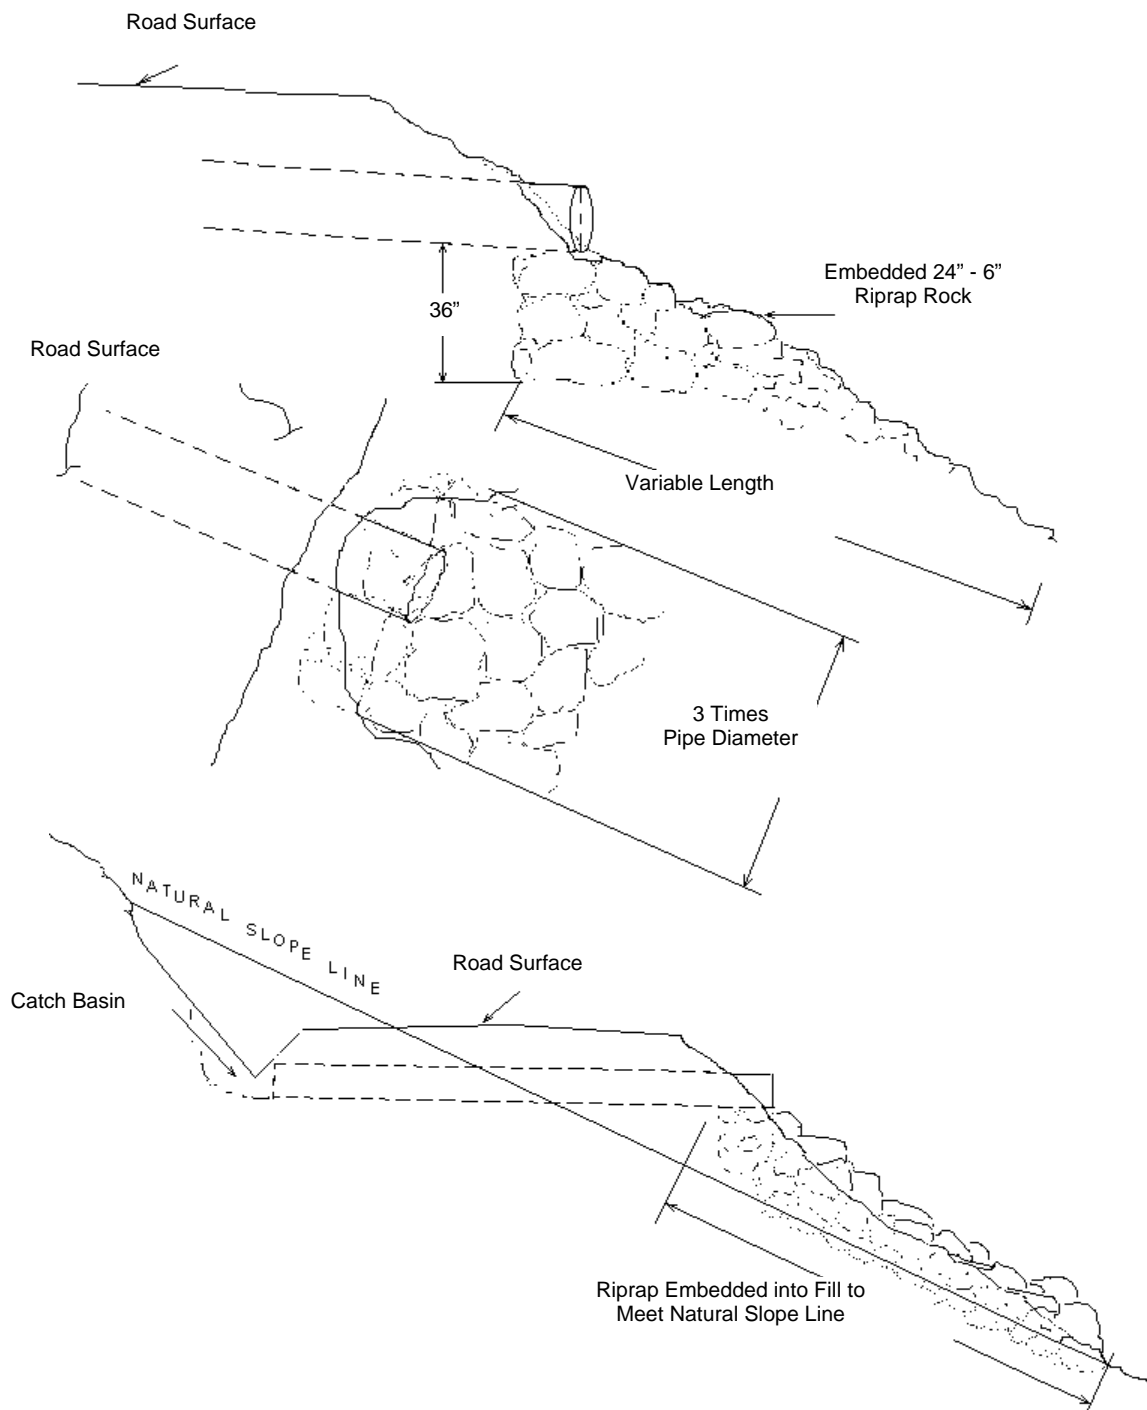 Road Surface
Embedded 24” - 6”
Riprap Rock
36”
Road Surface
Variable Length
3 Times
Pipe Diameter
NATURAL SLOPE LINE
Road Surface
Catch Basin
Riprap Embedded into Fill to
Meet Natural Slope Line